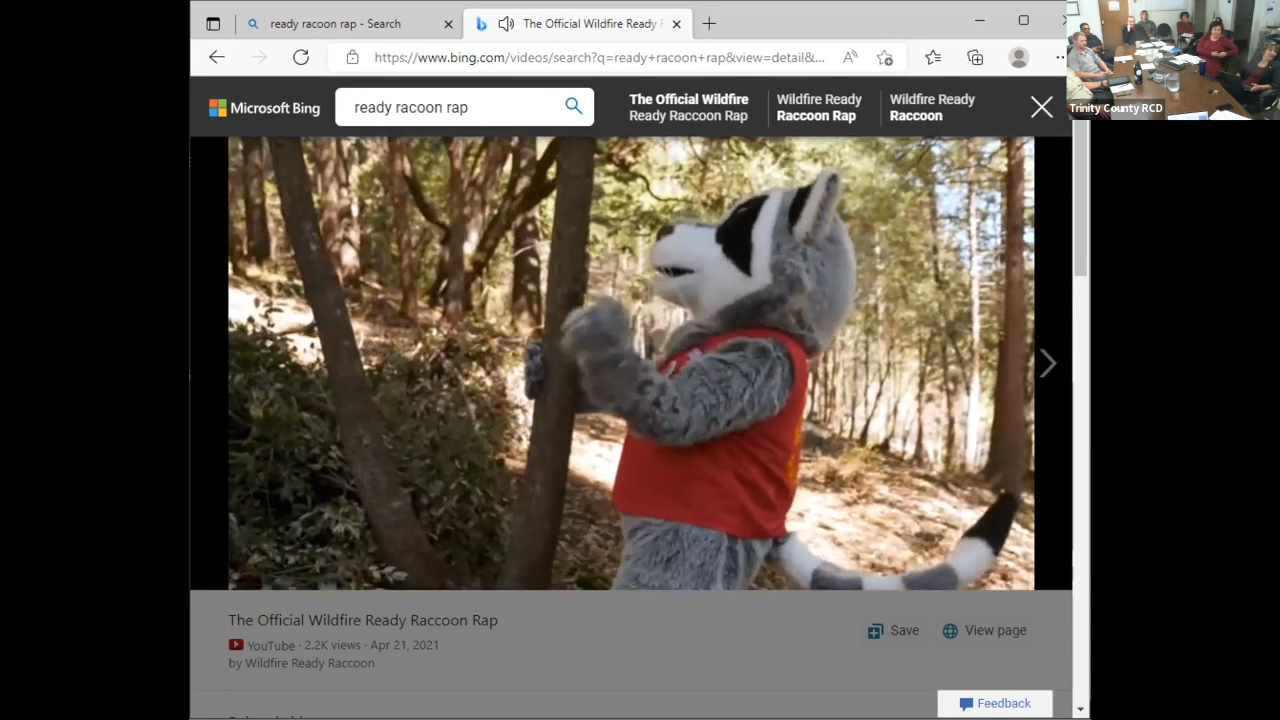 ready racoon rap - Search
The Official Wildfire Ready R
https://www.bing.com/videos/search?q=ready+racoon+rap&view=detail&...
Microsoft Bing
ready racoon rap
The Official Wildfire
Ready Raccoon Rap
Wildfire Ready
Raccoon Rap
Wildfire Ready
Raccoon
Trinity County RCD
The Official Wildfire Ready Raccoon Rap
YouTube · 2.2K views · Apr 21, 2021
by Wildfire Ready Raccoon
Save
View page
Feedback